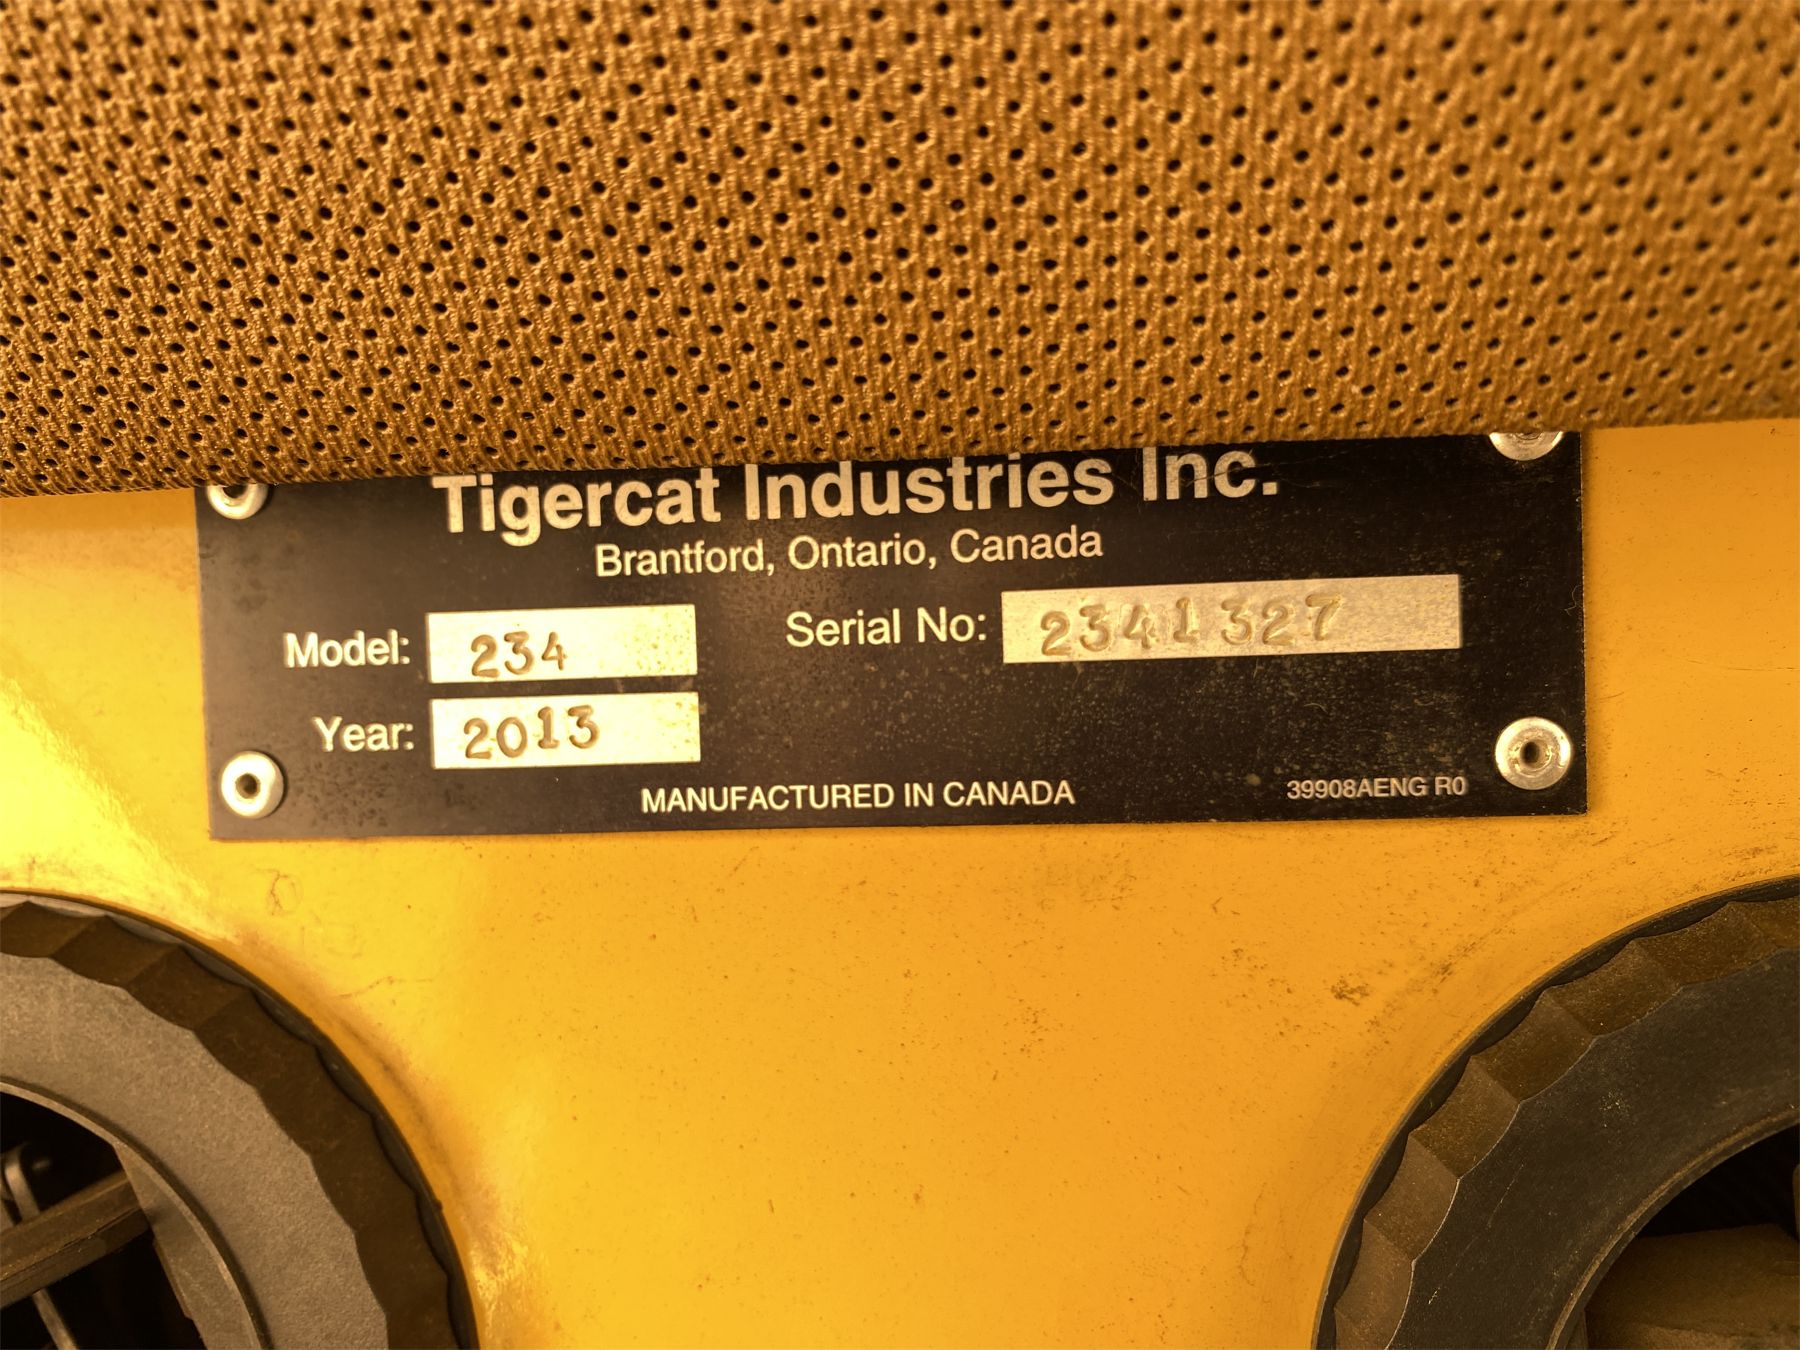 Tigercat Industries Inc.
Brantford, Ontario, Canada
Model: 234
Serial No: 2341327
Year: 2013
MANUFACTURED IN CANADA
39908AENG R0